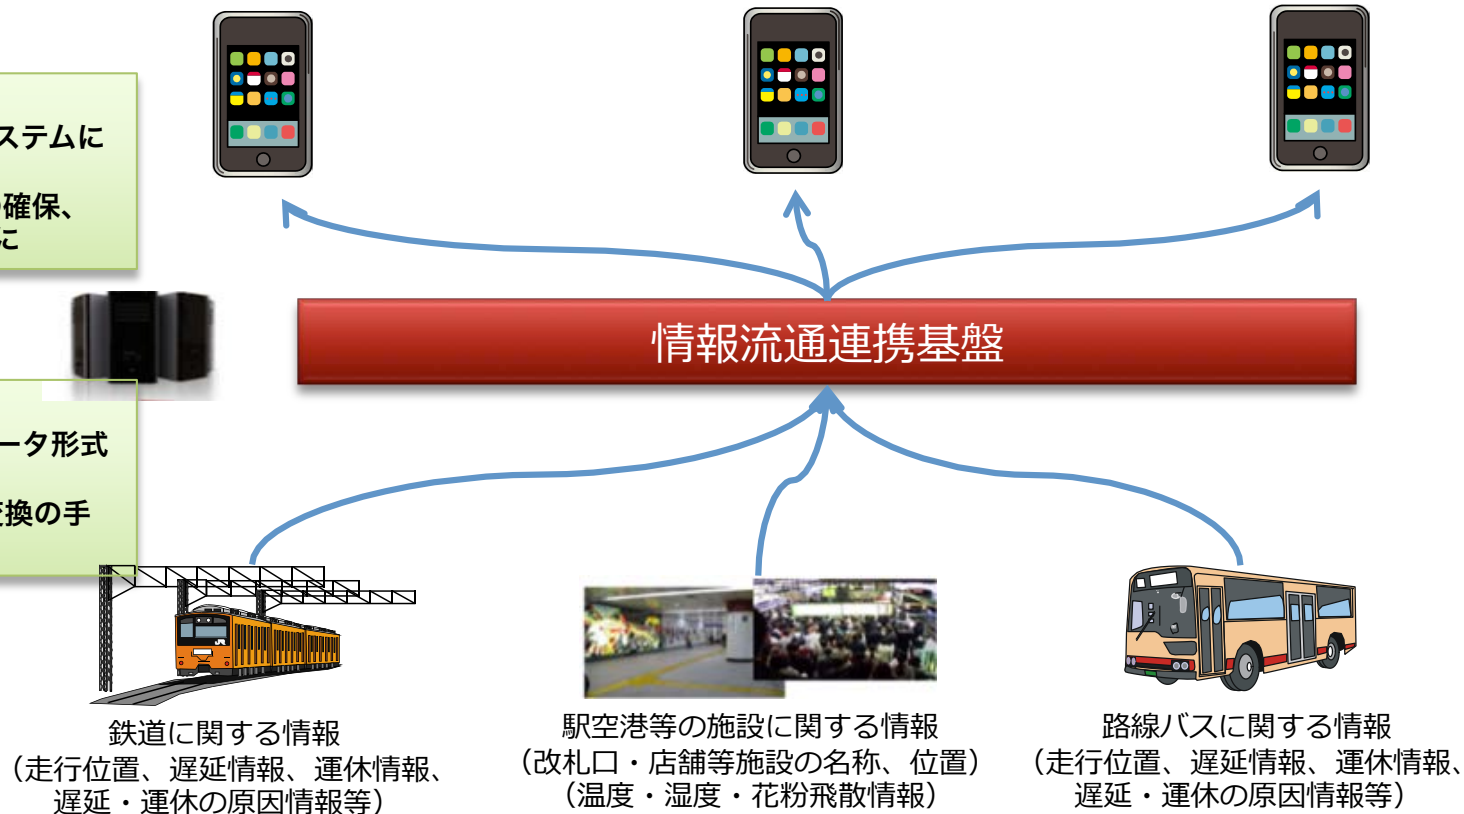 ステムに
確保、
に
情報流通連携基盤
ータ形式
換の手
鉄道に関する情報
（走行位置、遅延情報、運休情報、
遅延・運休の原因情報等）
駅空港等の施設に関する情報
（改札口・店舗等施設の名称、位置）
（温度・湿度・花粉飛散情報）
路線バスに関する情報
（走行位置、遅延情報、運休情報、
遅延・運休の原因情報等）